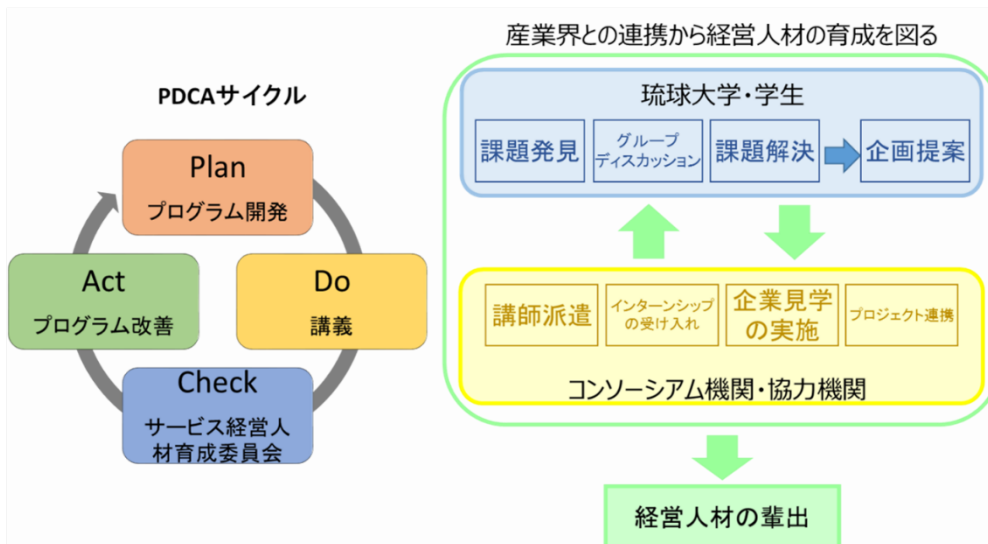 PDCAサイクル
Plan
プログラム開発
Do
講義
Check
サービス経営人
材育成委員会
Act
プログラム改善
産業界との連携から経営人材の育成を図る
琉球大学・学生
課題発見
グループ
ディスカッション
課題解決
企画提案
講師派遣
インターンシップ
の受け入れ
企業見学
の実施
プロジェクト連携
コンソーシアム機関・協力機関
経営人材の輩出